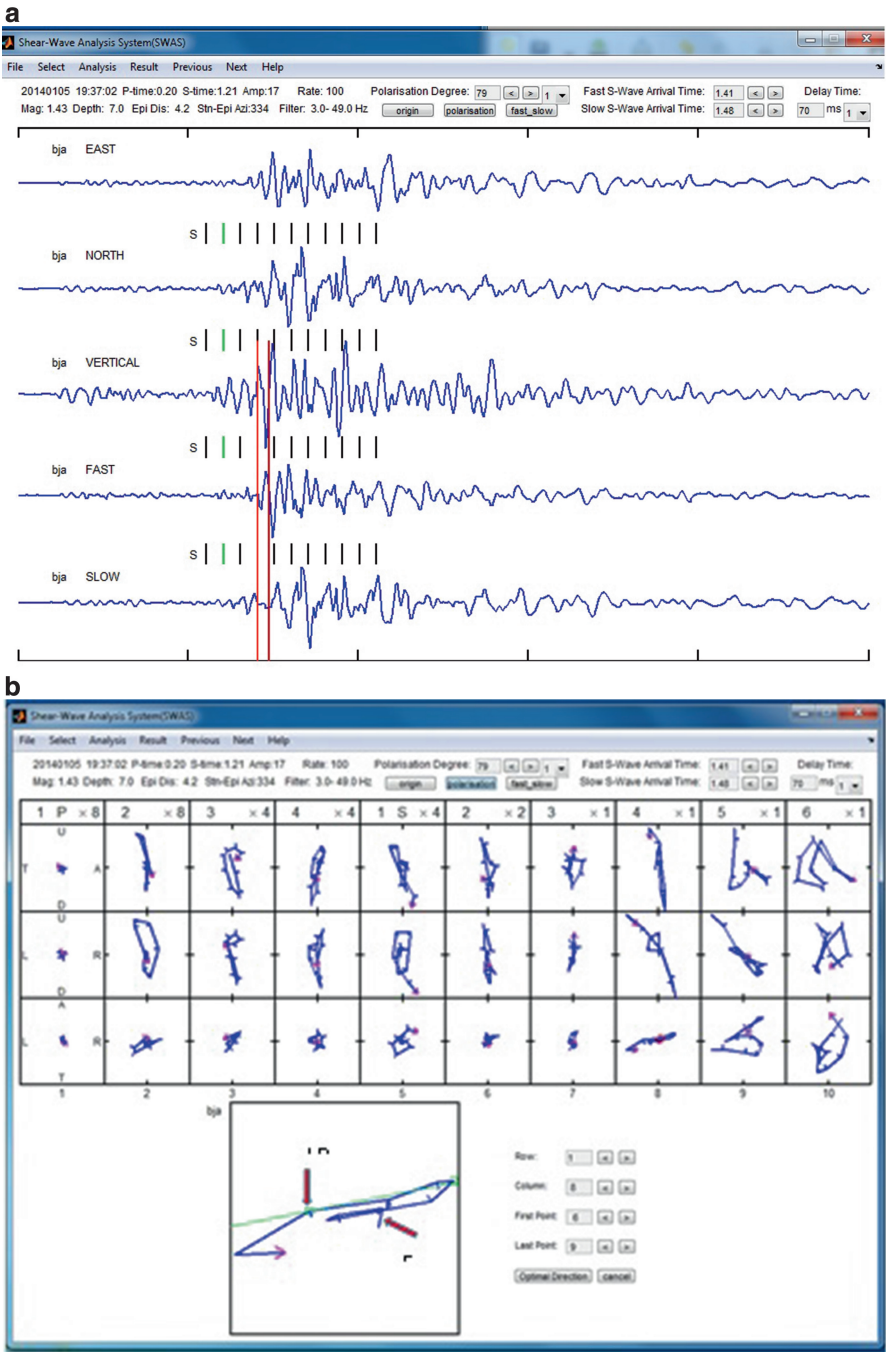 a
Shear-Wave Analysis System(SWAS)
File Select Analysis Result Previous Next Help
20140105 19:37:02 P-time:0.20 S-time:1.21 Amp:17 Rate: 100 Polarisation Degree: 79 < > 1 Fast S-Wave Arrival Time: 1.41 < > Delay Time:
Mag: 1.43 Depth: 7.0 Epi Dis: 4.2 Stn-Epi Azi:334 Filter: 3.0- 49.0 Hz origin polarisation fast_slow Slow S-Wave Arrival Time: 1.48 < > 70 ms 1
bja EAST
S
bja NORTH
S
bja VERTICAL
S
bja FAST
S
bja SLOW
b
Shear-Wave Analysis System(SWAS)
File Select Analysis Result Previous Next Help
20140105 19:37:02 P-time:0.20 S-time:1.21 Amp:17 Rate: 100 Polarisation Degree: 79 < > 1 Fast S-Wave Arrival Time: 1.41 < > Delay Time:
Mag: 1.43 Depth: 7.0 Epi Dis: 4.2 Stn-Epi Azi:334 Filter: 3.0- 49.0 Hz origin polarisation fast_slow Slow S-Wave Arrival Time: 1.48 < > 70 ms 1
1 P ×8 2 ×8 3 ×4 4 ×4 1 S ×4 2 ×2 3 ×1 4 ×1 5 ×1 6 ×1
U
T A
D
U
L R
D
A
L R
T
1 2 3 4 5 6 7 8 9 10
bja
Row: 1 < >
Column: 8 < >
First Point: 6 < >
Last Point: 9 < >
Optimal Direction cancel